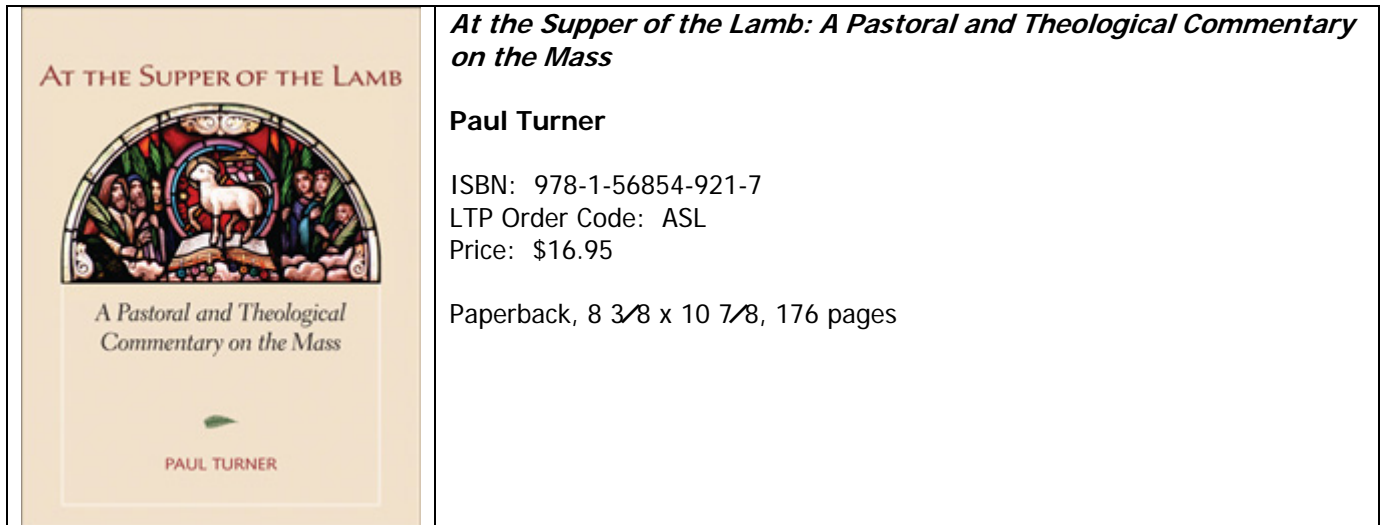 AT THE SUPPER OF THE LAMB
A Pastoral and Theological
Commentary on the Mass
PAUL TURNER
At the Supper of the Lamb: A Pastoral and Theological Commentary
on the Mass
Paul Turner
ISBN: 978-1-56854-921-7
LTP Order Code: ASL
Price: $16.95
Paperback, 8 3/8 x 10 7/8, 176 pages